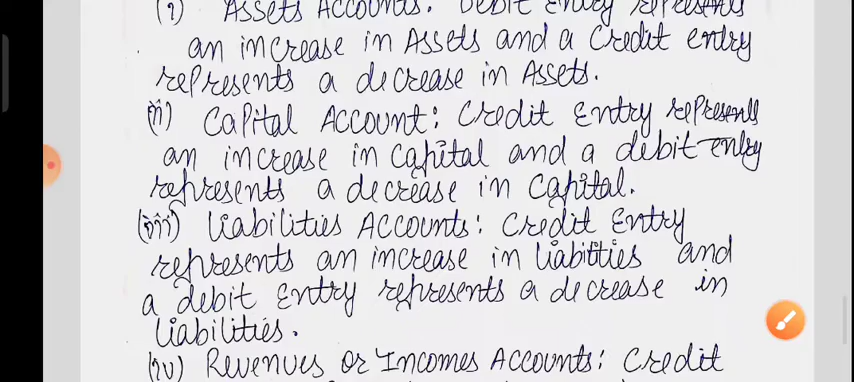 (i) Assets Accounts: Debit Entry represents
an increase in Assets and a Credit entry
represents a decrease in Assets.
(ii) Capital Account: Credit Entry represents
an increase in Capital and a debit entry
represents a decrease in Capital.
(iii) Liabilities Accounts: Credit Entry
represents an increase in liabilities and
a debit Entry represents a decrease in
liabilities.
(iv) Revenues or Incomes Accounts: Credit